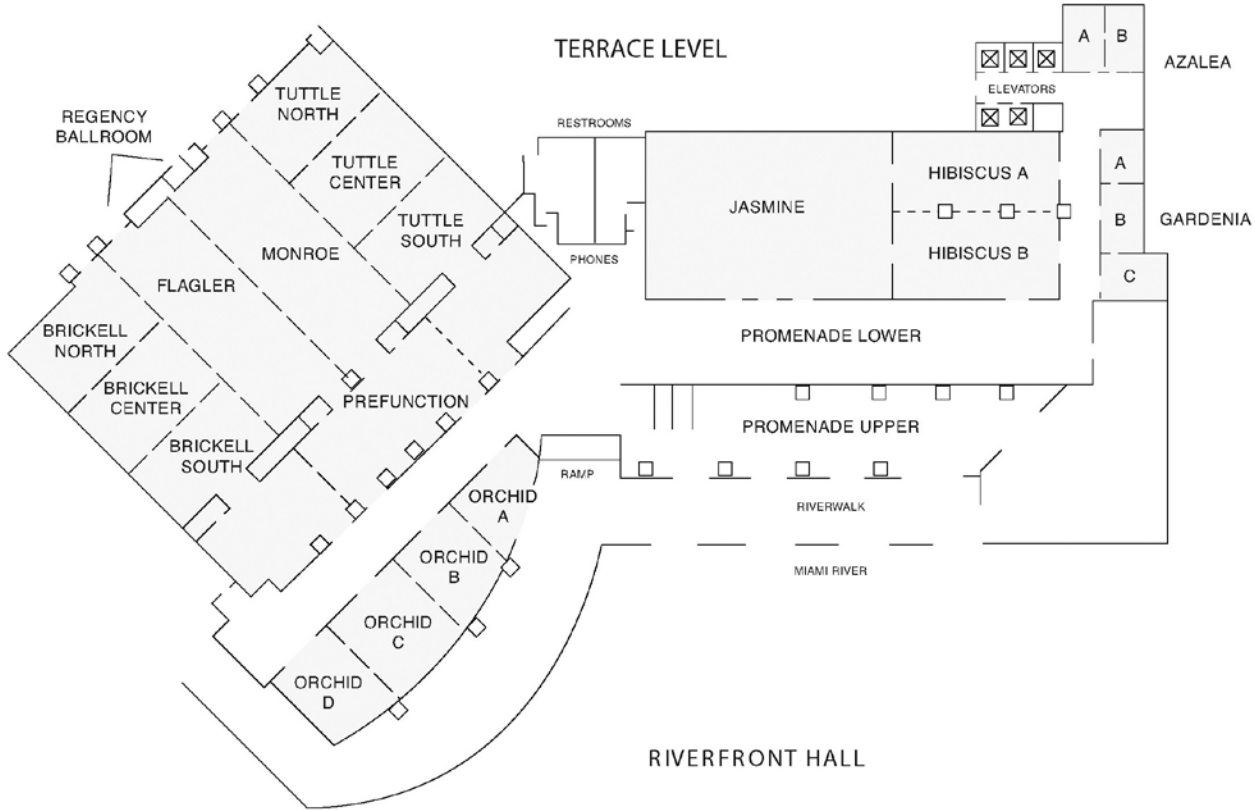 TERRACE LEVEL
A
B
AZALEA
ELEVATORS
REGENCY
BALLROOM
TUTTLE
NORTH
TUTTLE
CENTER
TUTTLE
SOUTH
RESTROOMS
PHONES
JASMINE
HIBISCUS A
HIBISCUS B
A
B
C
GARDENIA
MONROE
FLAGLER
BRICKELL
NORTH
BRICKELL
CENTER
BRICKELL
SOUTH
PREFUNCTION
PROMENADE LOWER
PROMENADE UPPER
RAMP
RIVERWALK
MIAMI RIVER
ORCHID
A
ORCHID
B
ORCHID
C
ORCHID
D
RIVERFRONT HALL